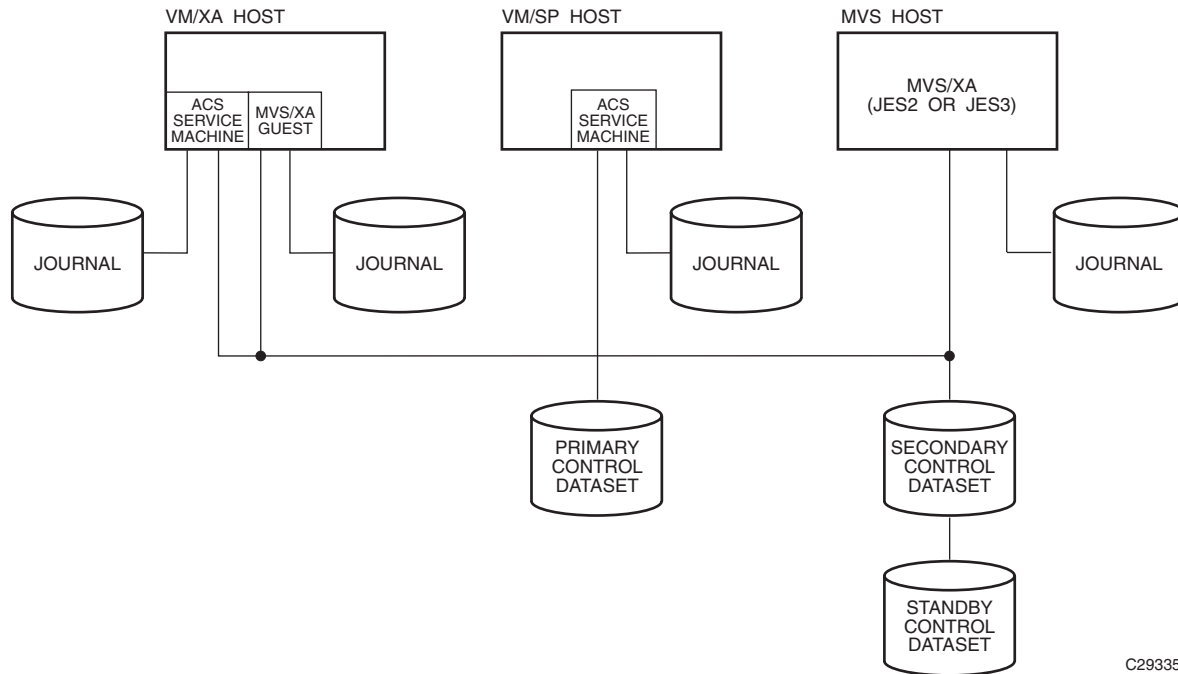 VM/XA HOST
VM/SP HOST
MVS HOST
ACS
SERVICE
MACHINE
MVS/XA
GUEST
ACS
SERVICE
MACHINE
MVS/XA
(JES2 OR JES3)
JOURNAL
JOURNAL
JOURNAL
JOURNAL
PRIMARY
CONTROL
DATASET
SECONDARY
CONTROL
DATASET
STANDBY
CONTROL
DATASET
C29335